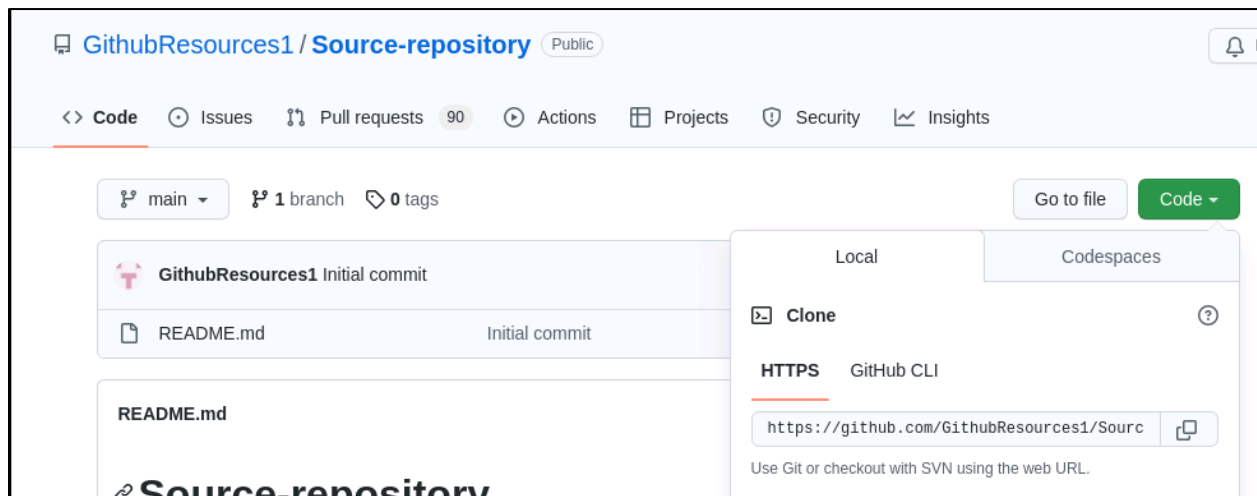 GithubResources1 / Source-repository Public
Code Issues Pull requests 90 Actions Projects Security Insights
main 1 branch 0 tags Go to file Code
Local Codespaces
GithubResources1 Initial commit
Clone
README.md Initial commit
HTTPS GitHub CLI
README.md
https://github.com/GithubResources1/Sourc
Use Git or checkout with SVN using the web URL.
Source-repository